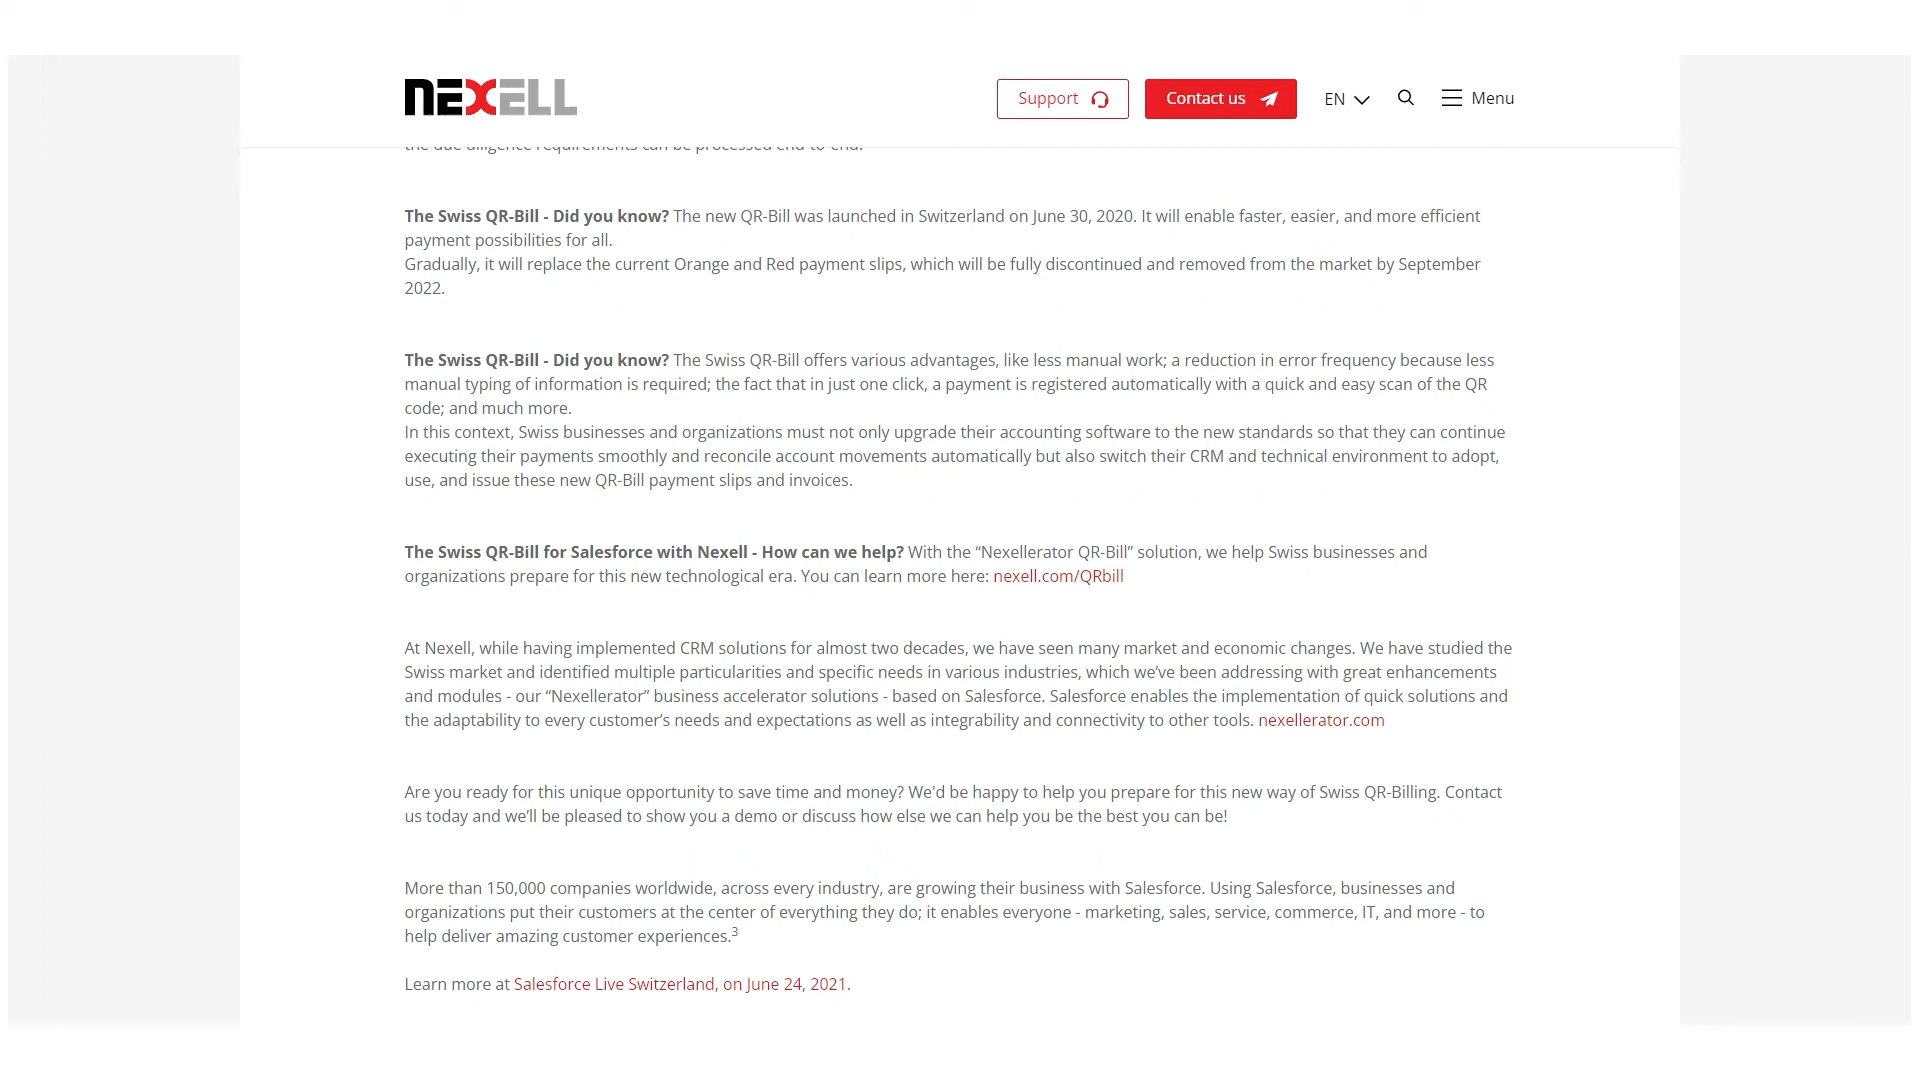 NEXELL
Support
Contact us
EN
Menu
the due diligence requirements can be processed end-to-end.
The Swiss QR-Bill - Did you know? The new QR-Bill was launched in Switzerland on June 30, 2020. It will enable faster, easier, and more efficient
payment possibilities for all.
Gradually, it will replace the current Orange and Red payment slips, which will be fully discontinued and removed from the market by September
2022.
The Swiss QR-Bill - Did you know? The Swiss QR-Bill offers various advantages, like less manual work; a reduction in error frequency because less
manual typing of information is required; the fact that in just one click, a payment is registered automatically with a quick and easy scan of the QR
code; and much more.
In this context, Swiss businesses and organizations must not only upgrade their accounting software to the new standards so that they can continue
executing their payments smoothly and reconcile account movements automatically but also switch their CRM and technical environment to adopt,
use, and issue these new QR-Bill payment slips and invoices.
The Swiss QR-Bill for Salesforce with Nexell - How can we help? With the “Nexellerator QR-Bill” solution, we help Swiss businesses and
organizations prepare for this new technological era. You can learn more here: nexell.com/QRbill
At Nexell, while having implemented CRM solutions for almost two decades, we have seen many market and economic changes. We have studied the
Swiss market and identified multiple particularities and specific needs in various industries, which we’ve been addressing with great enhancements
and modules - our “Nexellerator” business accelerator solutions - based on Salesforce. Salesforce enables the implementation of quick solutions and
the adaptability to every customer’s needs and expectations as well as integrability and connectivity to other tools. nexellerator.com
Are you ready for this unique opportunity to save time and money? We'd be happy to help you prepare for this new way of Swiss QR-Billing. Contact
us today and we’ll be pleased to show you a demo or discuss how else we can help you be the best you can be!
More than 150,000 companies worldwide, across every industry, are growing their business with Salesforce. Using Salesforce, businesses and
organizations put their customers at the center of everything they do; it enables everyone - marketing, sales, service, commerce, IT, and more - to
help deliver amazing customer experiences.3
Learn more at Salesforce Live Switzerland, on June 24, 2021.